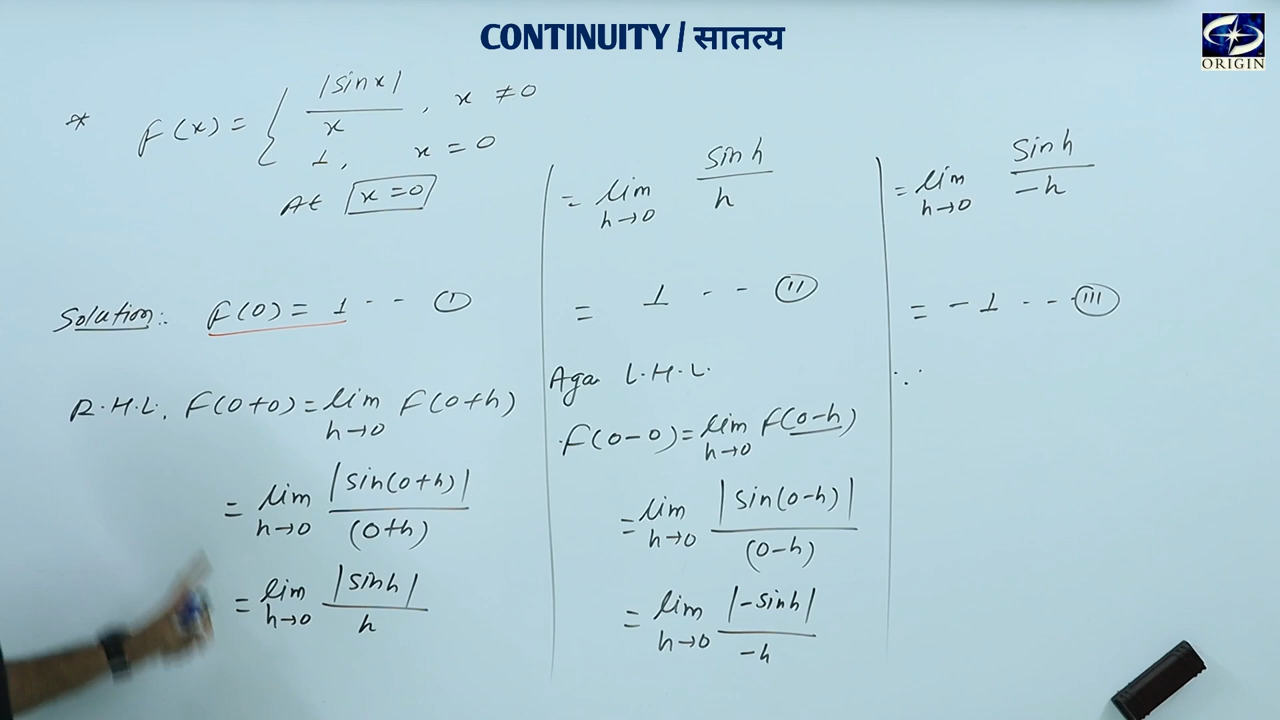 CONTINUITY / सातत्य
ORIGIN
* F(x) = { |sinx| / x , x ≠ 0
1, x = 0
At x = 0
Solution:. F(0) = 1 - - (I)
R.H.L. F(0+0) = lim h→0 F(0+h)
= lim h→0 |sin(0+h)| / (0+h)
= lim h→0 |sinh| / h
= lim h→0 sinh / h
= 1 - - (II)
Aga L.H.L.
F(0-0) = lim h→0 F(0-h)
= lim h→0 |sin(0-h)| / (0-h)
= lim h→0 |-sinh| / -h
= lim h→0 sinh / -h
= -1 - - (III)
∵